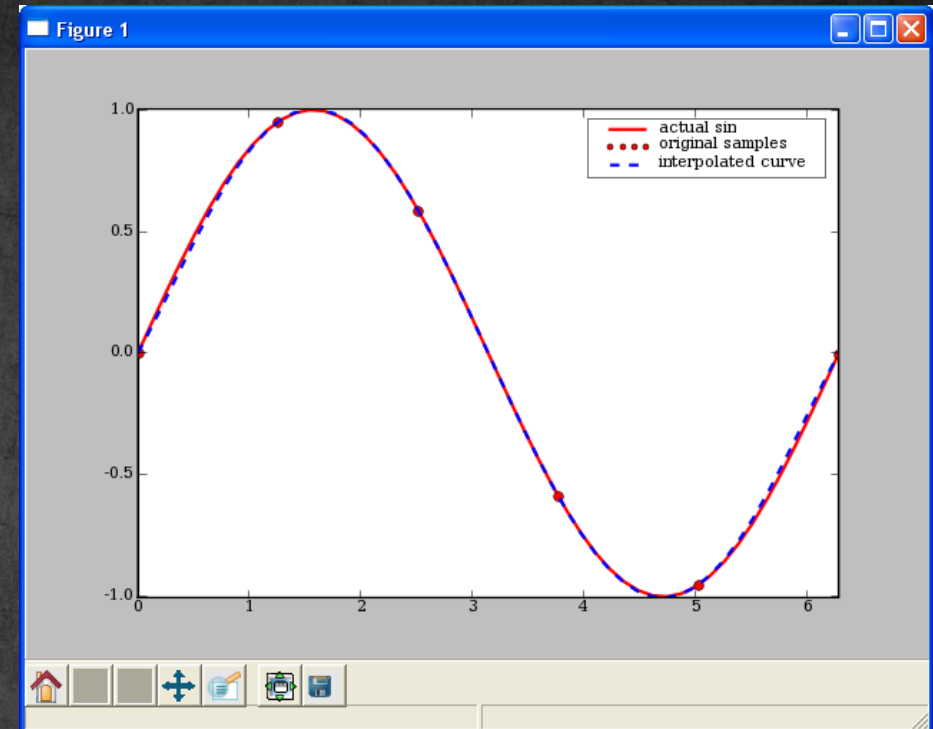 Figure 1
1.0
0.5
0.0
-0.5
-1.0
0 1 2 3 4 5 6
actual sin
original samples
interpolated curve